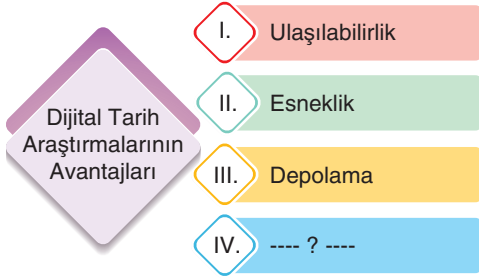 Dijital Tarih
Araştırmalarının
Avantajları
I. Ulaşılabilirlik
II. Esneklik
III. Depolama
IV. ---- ? ----